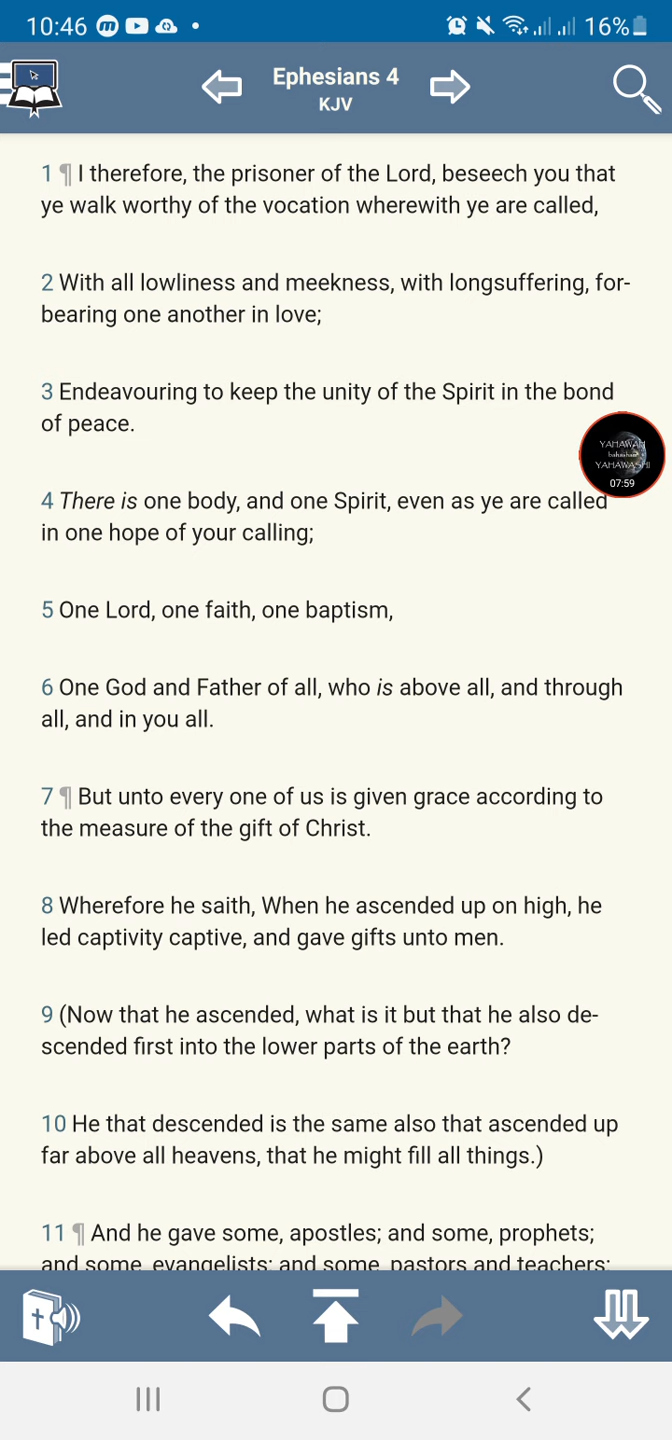 10:46 16%
Ephesians 4
KJV
1 ¶ I therefore, the prisoner of the Lord, beseech you that
ye walk worthy of the vocation wherewith ye are called,
2 With all lowliness and meekness, with longsuffering, for-
bearing one another in love;
3 Endeavouring to keep the unity of the Spirit in the bond
of peace.
YAHAWAH
bahasham
YAHAWASHI
07:59
4 There is one body, and one Spirit, even as ye are called
in one hope of your calling;
5 One Lord, one faith, one baptism,
6 One God and Father of all, who is above all, and through
all, and in you all.
7 ¶ But unto every one of us is given grace according to
the measure of the gift of Christ.
8 Wherefore he saith, When he ascended up on high, he
led captivity captive, and gave gifts unto men.
9 (Now that he ascended, what is it but that he also de-
scended first into the lower parts of the earth?
10 He that descended is the same also that ascended up
far above all heavens, that he might fill all things.)
11 ¶ And he gave some, apostles; and some, prophets;
and some, evangelists; and some, pastors and teachers;